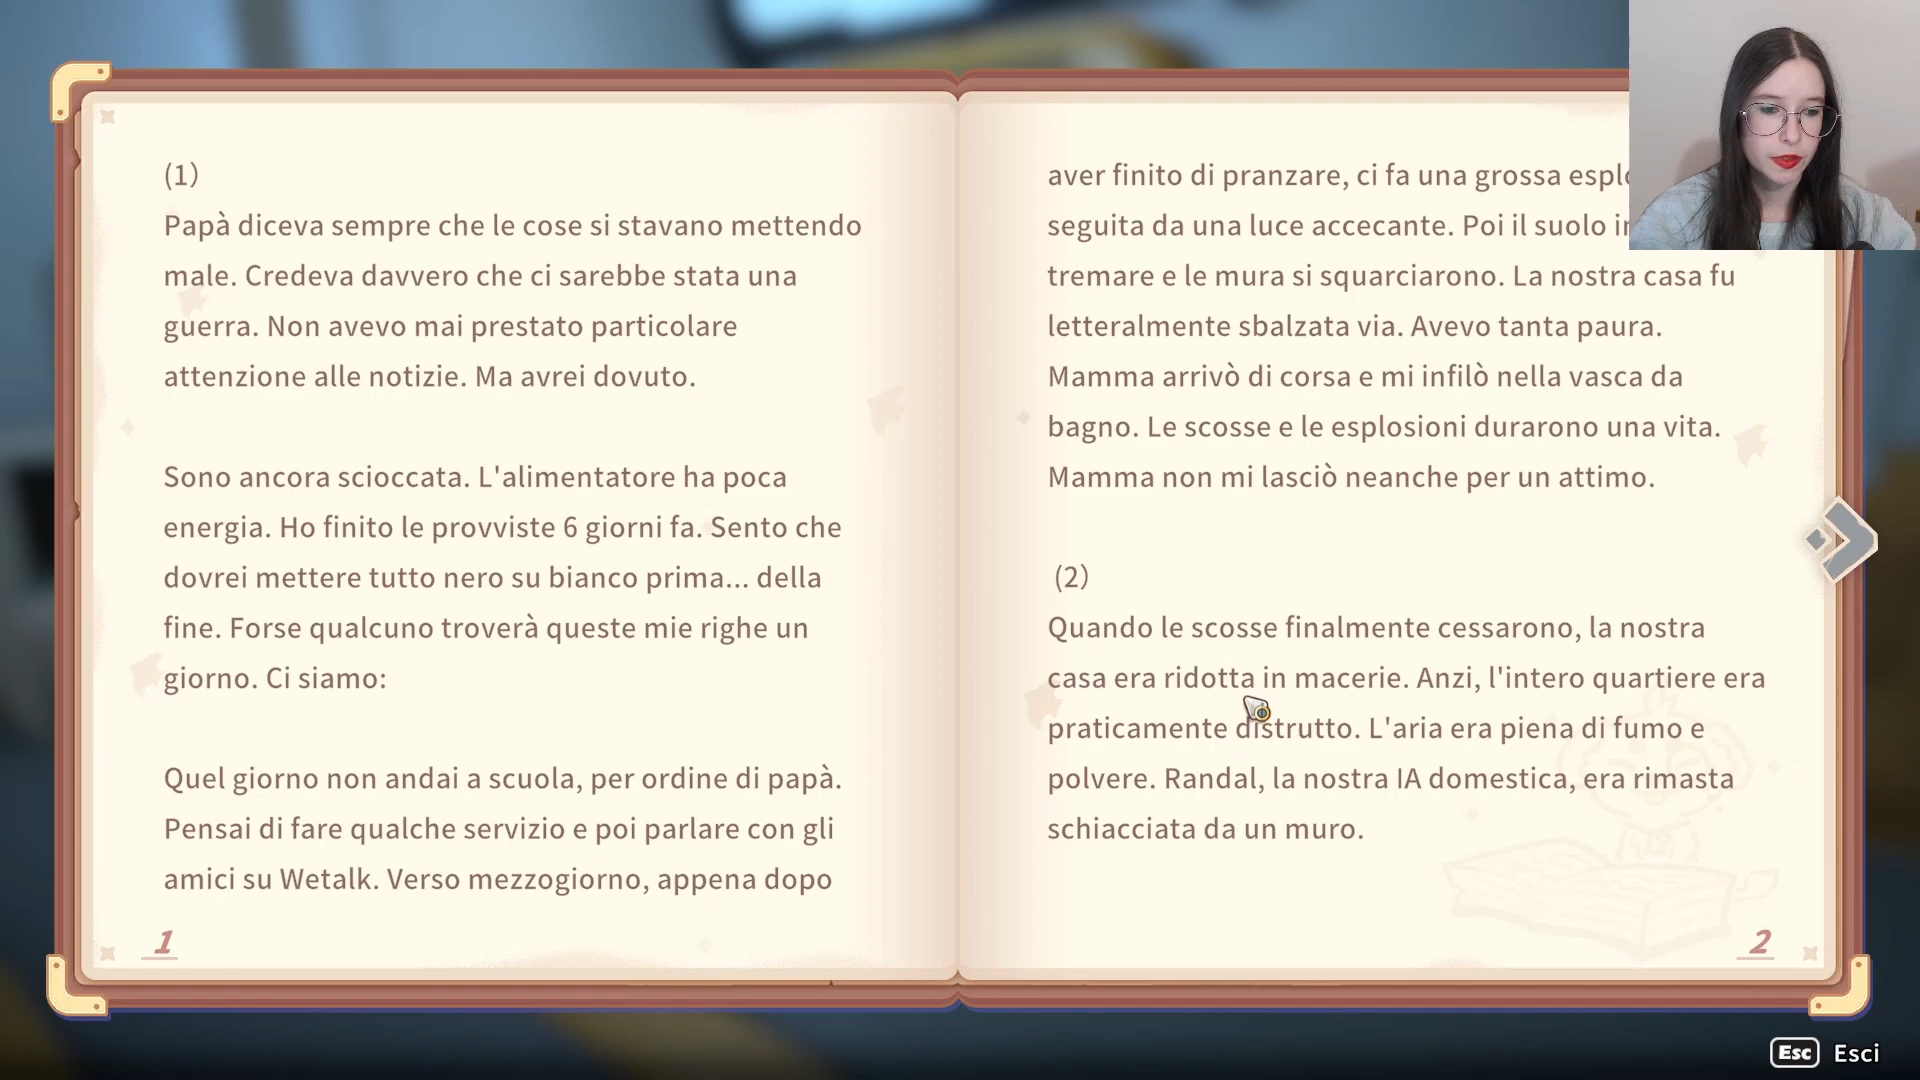 (1)
Papà diceva sempre che le cose si stavano mettendo
male. Credeva davvero che ci sarebbe stata una
guerra. Non avevo mai prestato particolare
attenzione alle notizie. Ma avrei dovuto.
Sono ancora scioccata. L'alimentatore ha poca
energia. Ho finito le provviste 6 giorni fa. Sento che
dovrei mettere tutto nero su bianco prima... della
fine. Forse qualcuno troverà queste mie righe un
giorno. Ci siamo:
Quel giorno non andai a scuola, per ordine di papà.
Pensai di fare qualche servizio e poi parlare con gli
amici su Wetalk. Verso mezzogiorno, appena dopo
1
aver finito di pranzare, ci fa una grossa
seguita da una luce accecante. Poi il suolo
tremare e le mura si squarciarono. La nostra casa fu
letteralmente sbalzata via. Avevo tanta paura.
Mamma arrivò di corsa e mi infilò nella vasca da
bagno. Le scosse e le esplosioni durarono una vita.
Mamma non mi lasciò neanche per un attimo.
(2)
Quando le scosse finalmente cessarono, la nostra
casa era ridotta in macerie. Anzi, l'intero quartiere era
praticamente distrutto. L'aria era piena di fumo e
polvere. Randal, la nostra IA domestica, era rimasta
schiacciata da un muro.
2
Esc Esci